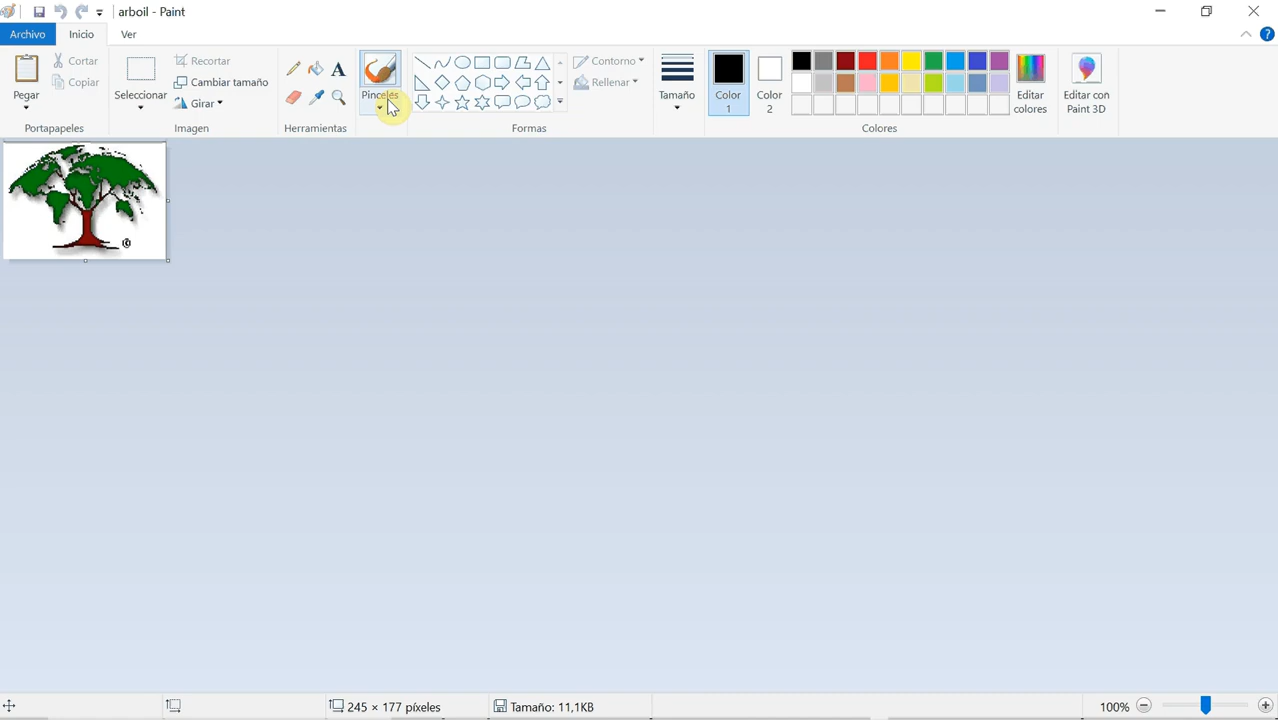 arboil - Paint
Archivo
Inicio
Ver
Pegar
Cortar
Copiar
Portapapeles
Seleccionar
Recortar
Cambiar tamaño
Girar
Imagen
A
Herramientas
Pinceles
Formas
Contorno
Rellenar
Tamaño
Color
1
Color
2
Colores
Editar
colores
Editar con
Paint 3D
?
©
245 × 177 píxeles
Tamaño: 11,1KB
100%